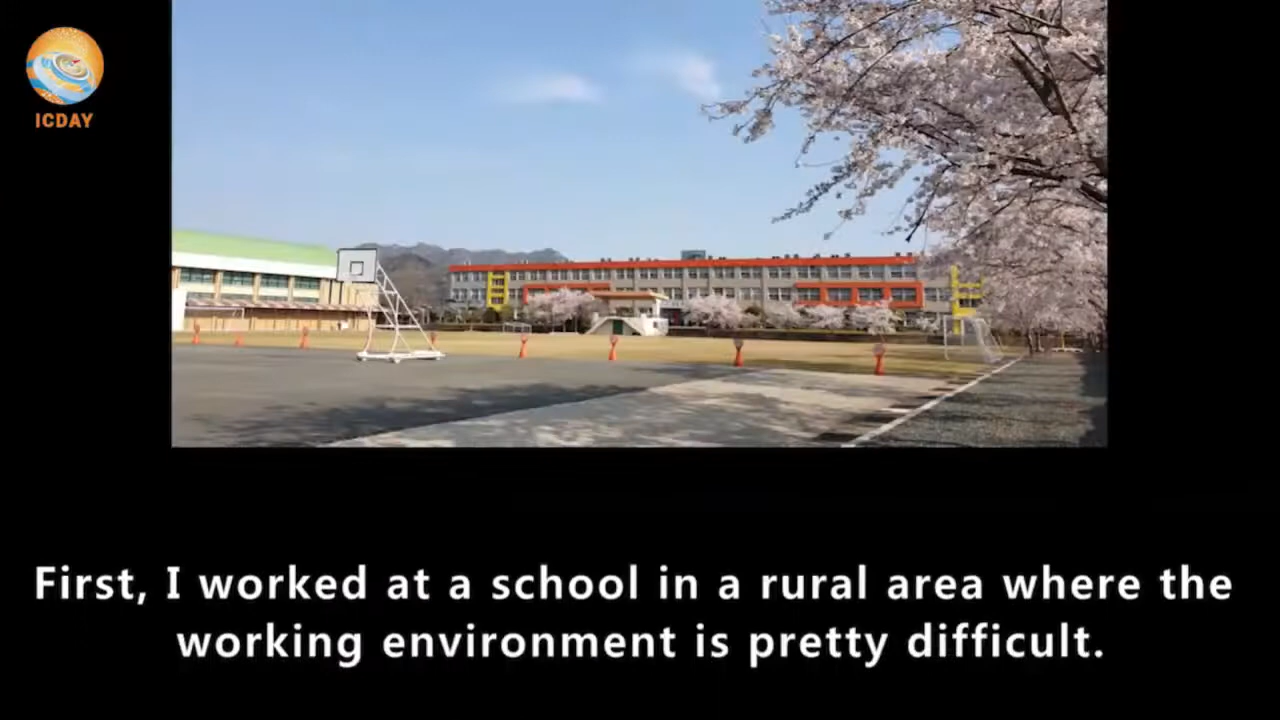 ICDAY
First, I worked at a school in a rural area where the
working environment is pretty difficult.